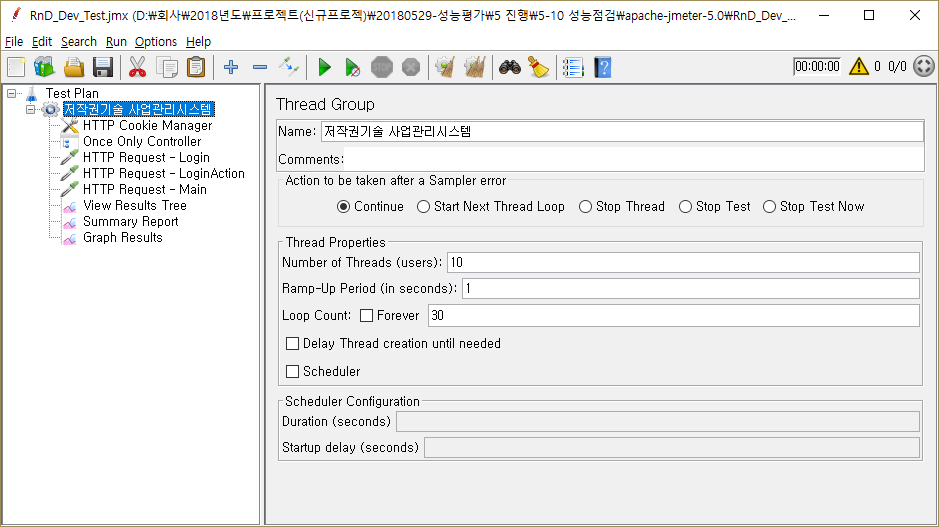 RnD_Dev_Test.jmx (D:₩회사₩2018년도₩프로젝트(신규프로젝)₩20180529-성능평가₩5 진행₩5-10 성능점검₩apache-jmeter-5.0₩RnD_Dev_...
File Edit Search Run Options Help
00:00:00 0 0/0
Test Plan
저작권기술 사업관리시스템
HTTP Cookie Manager
Once Only Controller
HTTP Request - Login
HTTP Request - LoginAction
HTTP Request - Main
View Results Tree
Summary Report
Graph Results
Thread Group
Name: 저작권기술 사업관리시스템
Comments:
Action to be taken after a Sampler error
Continue Start Next Thread Loop Stop Thread Stop Test Stop Test Now
Thread Properties
Number of Threads (users): 10
Ramp-Up Period (in seconds): 1
Loop Count: Forever 30
Delay Thread creation until needed
Scheduler
Scheduler Configuration
Duration (seconds)
Startup delay (seconds)